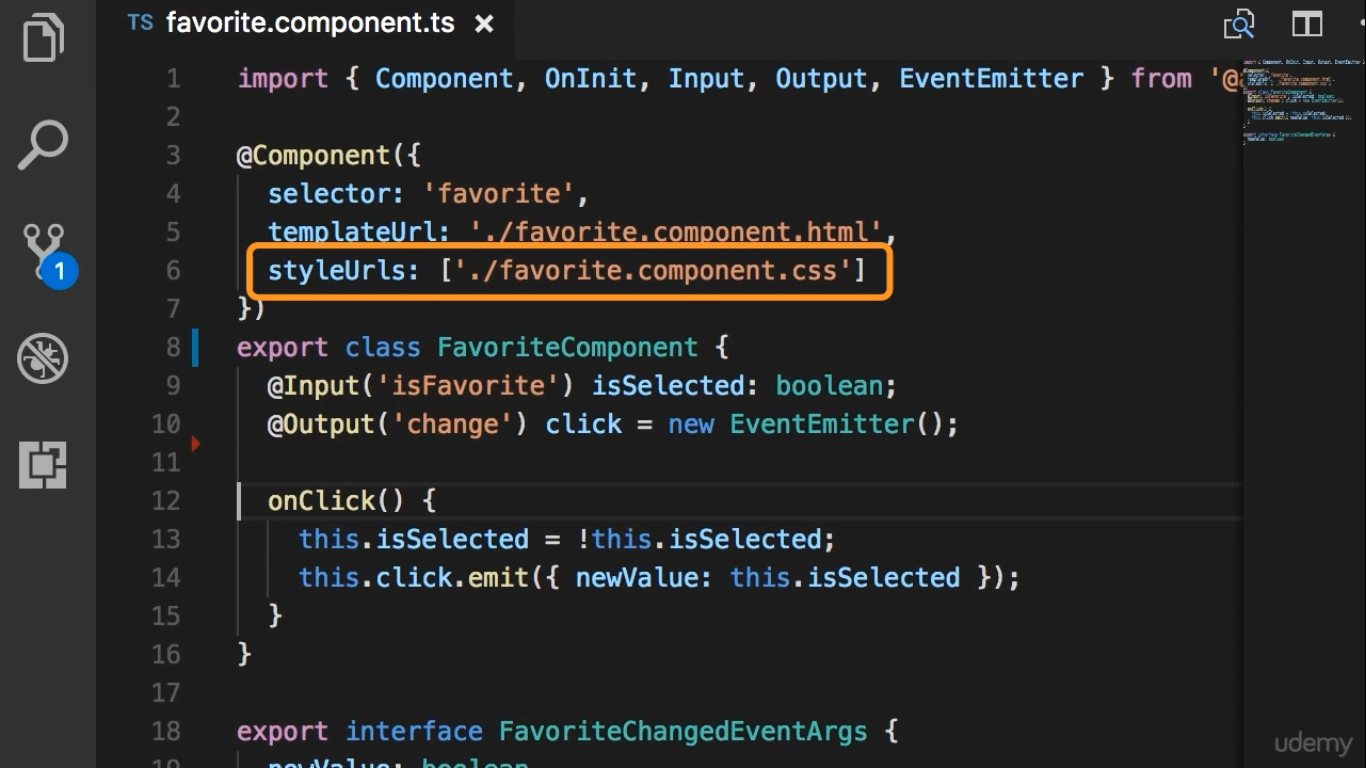 TS favorite.component.ts ×
1 import { Component, OnInit, Input, Output, EventEmitter } from '@
2
3 @Component({
4 selector: 'favorite',
5 templateUrl: './favorite.component.html',
6 styleUrls: ['./favorite.component.css']
7 })
8 export class FavoriteComponent {
9 @Input('isFavorite') isSelected: boolean;
10 @Output('change') click = new EventEmitter();
11
12 onClick() {
13 this.isSelected = !this.isSelected;
14 this.click.emit({ newValue: this.isSelected });
15 }
16 }
17
18 export interface FavoriteChangedEventArgs {
19 newValue: boolean
1
udemy